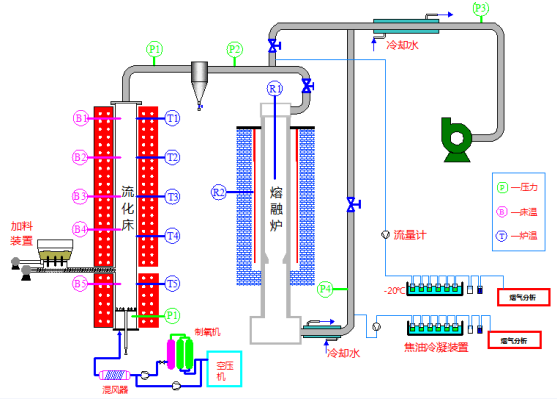 P3
P1
P2
冷却水
R1
B1
T1
B2
T2
R2
流化床
熔融炉
B3
T3
B4
T4
加料
装置
P—压力
B—床温
T—炉温
流量计
B5
T5
P4
-20℃
烟气分析
P1
制氧机
冷却水
焦油冷凝装置
烟气分析
空压
机
混风器